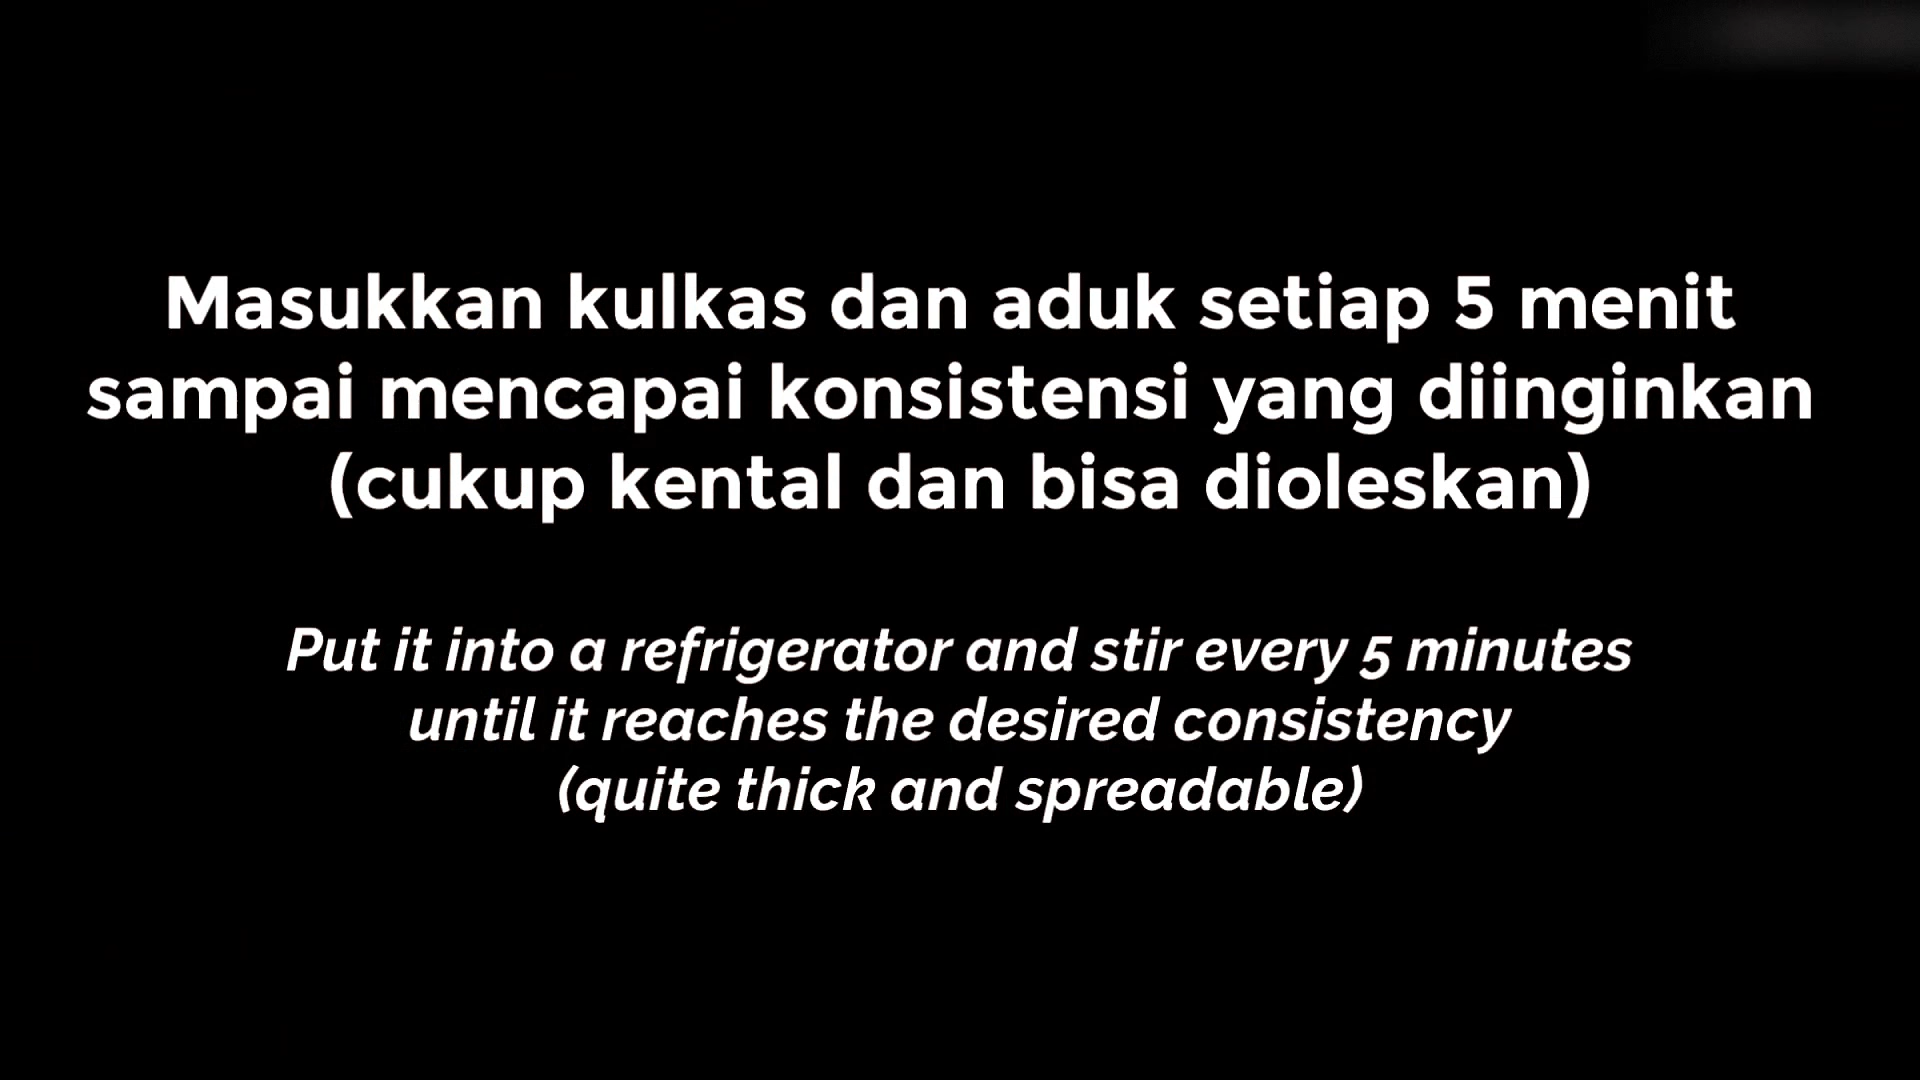 Masukkan kulkas dan aduk setiap 5 menit
sampai mencapai konsistensi yang diinginkan
(cukup kental dan bisa dioleskan)
Put it into a refrigerator and stir every 5 minutes
until it reaches the desired consistency
(quite thick and spreadable)